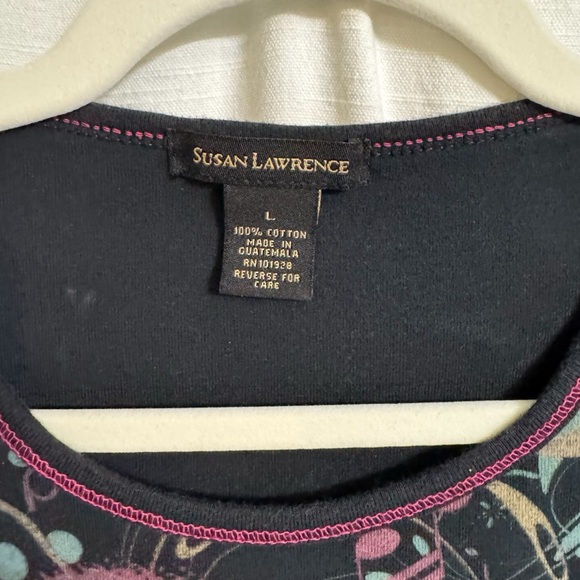 SUSAN LAWRENCE
L
100% COTTON
MADE IN
GUATEMALA
RN101928
REVERSE FOR
CARE